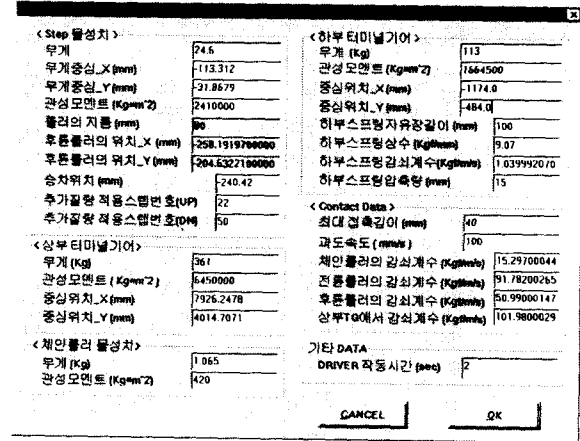 <Step 물성치>
무게 24.6
무게중심_X (mm) -113.312
무게중심_Y (mm) -31.8679
관성모멘트 (Kg*m^2) 2410000
롤러의 지름 (mm) 80
후륜롤러의 위치_X (mm) -258.1919700000
후륜롤러의 위치_Y (mm) -204.6327100000
승차위치 (mm) -240.42
추가질량 적용스텝번호(UP) 22
추가질량 적용스텝번호(DN) 50
<상부 터미널기어>
무게 (Kg) 361
관성모멘트 (Kg*m^2) 6450000
중심위치_X (mm) 7926.2478
중심위치_Y (mm) 4014.7071
<체인롤러 물성치>
무게 (Kg) 1.065
관성모멘트 (Kg*m^2) 420
<하부 터미널기어>
무게 (Kg) 113
관성모멘트 (Kg*m^2) 7664500
중심위치_X (mm) -1174.0
중심위치_Y (mm) -484.0
하부스프링자유장길이 (mm) 100
하부스프링상수 (Kgf/mm) 9.07
하부스프링감쇠계수 (Kgf/mm/s) 1.039992070
하부스프링압축량 (mm) 15
<Contact Data>
최대 접촉깊이 (mm) 40
과도속도 (mm/s) 100
체인롤러의 감쇠계수 (Kgf/mm/s) 15.29700044
전륜롤러의 감쇠계수 (Kgf/mm/s) 91.78200265
후륜롤러의 감쇠계수 (Kgf/mm/s) 50.99000147
상부TG에서 감쇠계수 (Kgf/mm/s) 101.9800029
기타 DATA
DRIVER 작동시간 (sec) 2
CANCEL OK